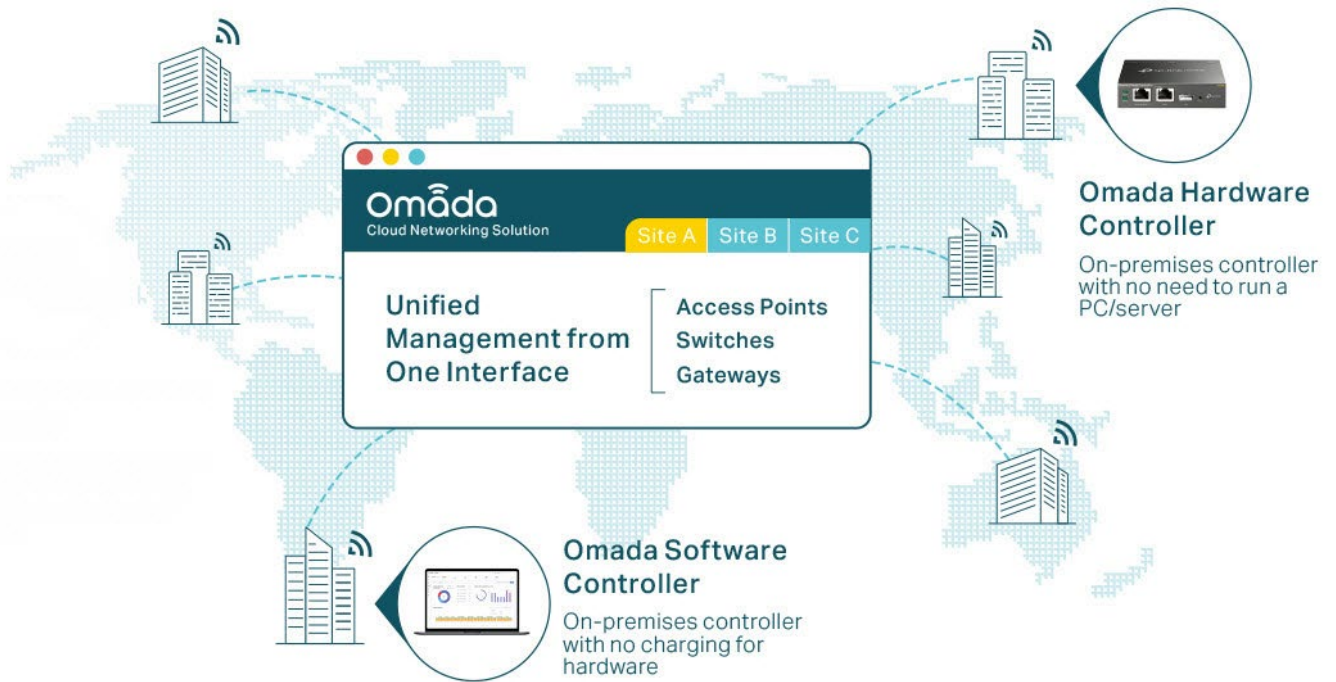 Omada
Cloud Networking Solution
Site A
Site B
Site C
Unified
Management from
One Interface
Access Points
Switches
Gateways
Omada Hardware
Controller
On-premises controller
with no need to run a
PC/server
Omada Software
Controller
On-premises controller
with no charging for
hardware